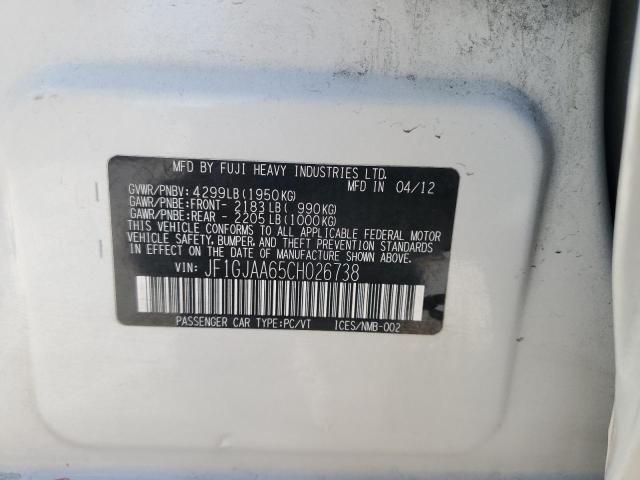 MFD BY FUJI HEAVY INDUSTRIES LTD.
GVWR/PNBV: 4299LB(1950KG) MFD IN 04/12
GAWR/PNBE:FRONT- 2183LB( 990KG)
GAWR/PNBE:REAR - 2205LB(1000KG)
THIS VEHICLE CONFORMS TO ALL APPLICABLE FEDERAL MOTOR
VEHICLE SAFETY, BUMPER, AND THEFT PREVENTION STANDARDS
IN EFFECT ON THE DATE OF MANUFACTURE SHOWN ABOVE.
VIN: JF1GJAA65CH026738
PASSENGER CAR TYPE:PC/VT ICES/NMB-002